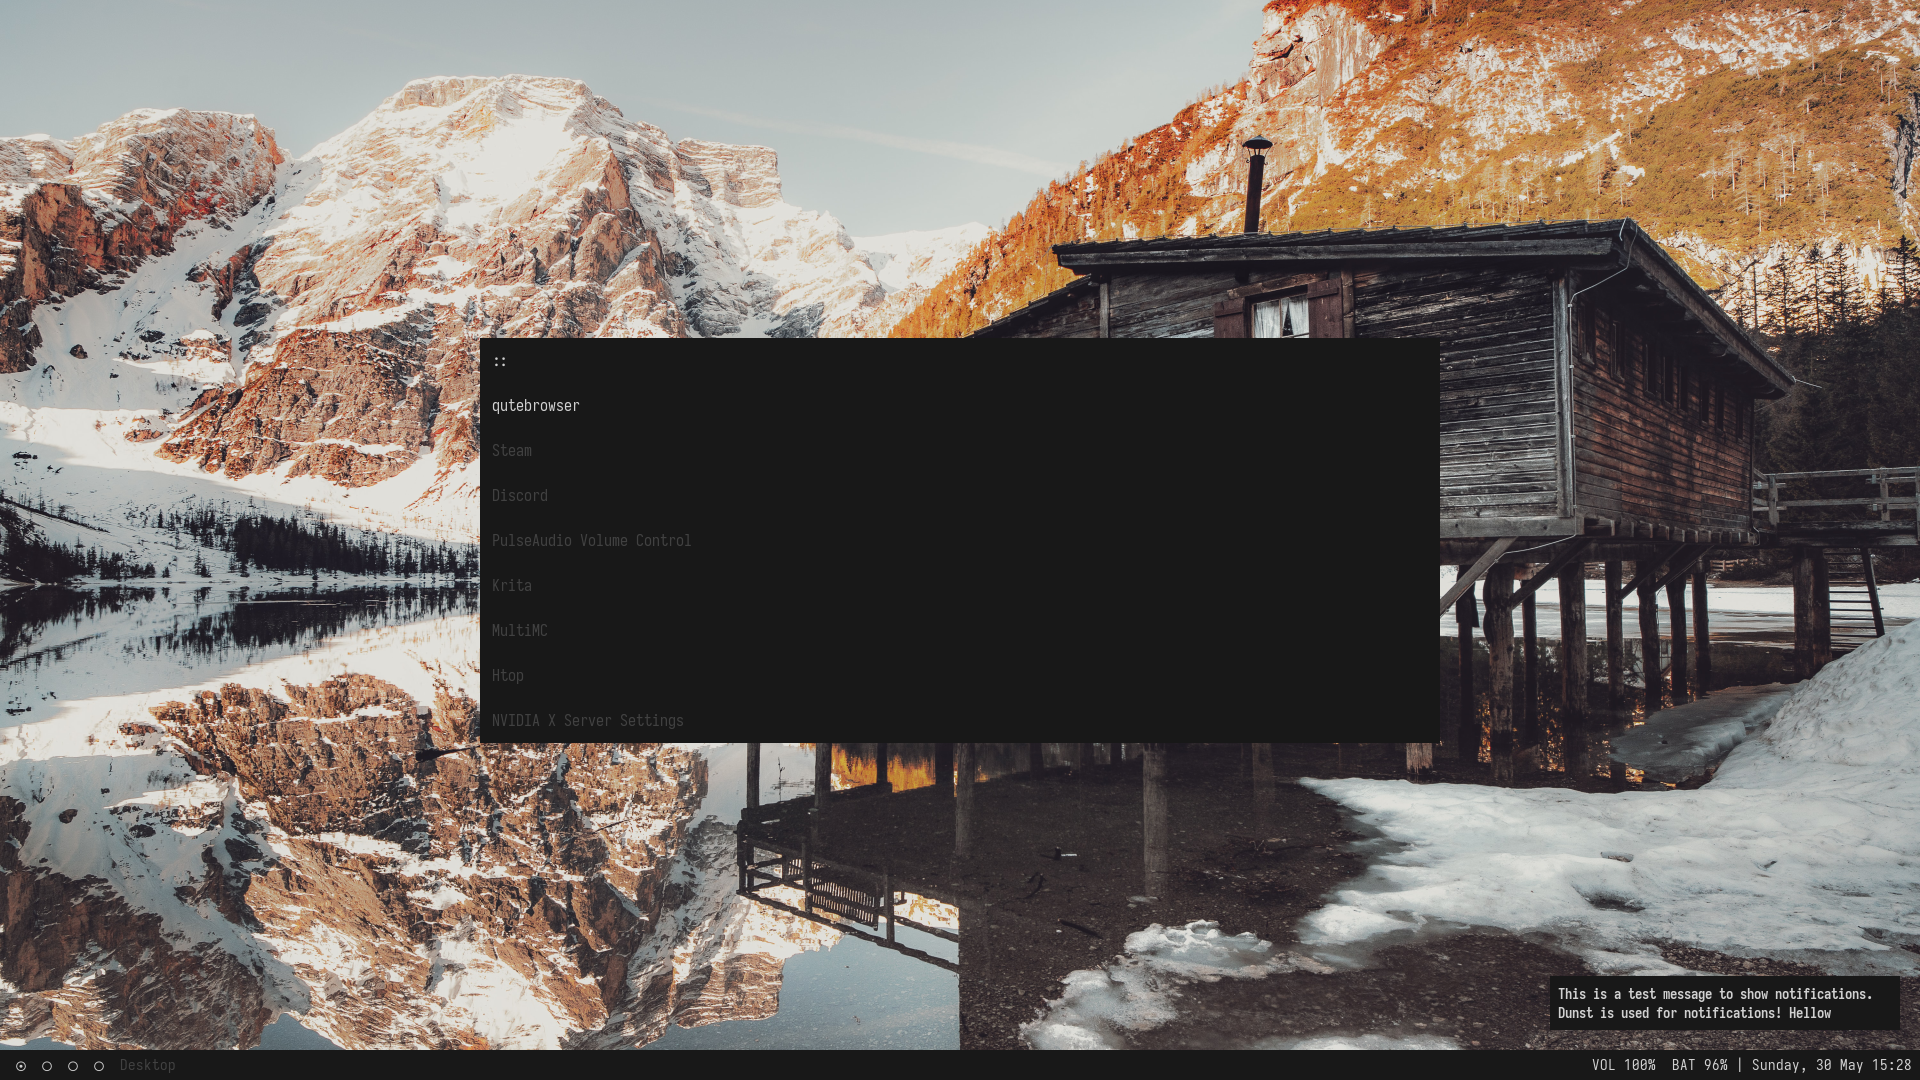 ::
qutebrowser
Steam
Discord
PulseAudio Volume Control
Krita
MultiMC
Htop
NVIDIA X Server Settings
This is a test message to show notifications.
Dunst is used for notifications! Hellow
Desktop
VOL 100% BAT 96% | Sunday, 30 May 15:28